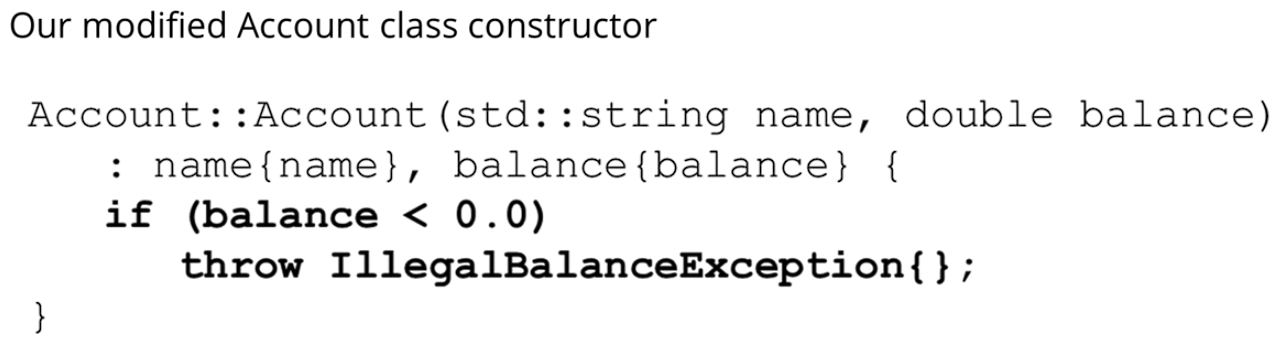 Our modified Account class constructor
Account::Account(std::string name, double balance)
: name{name}, balance{balance} {
if (balance < 0.0)
throw IllegalBalanceException{};
}